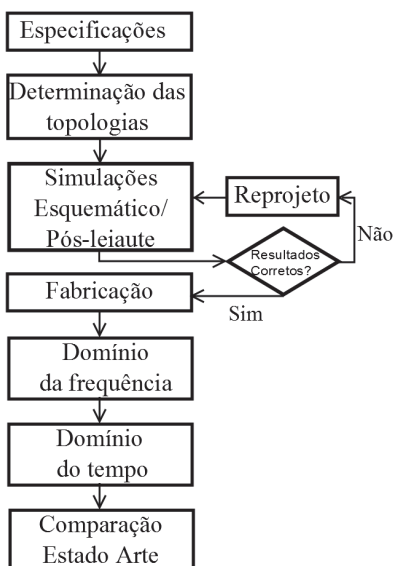 Especificações
Determinação das
topologias
Simulações
Esquemático/
Pós-leiaute
Reprojeto
Não
Resultados
Corretos?
Sim
Fabricação
Domínio
da frequência
Domínio
do tempo
Comparação
Estado Arte